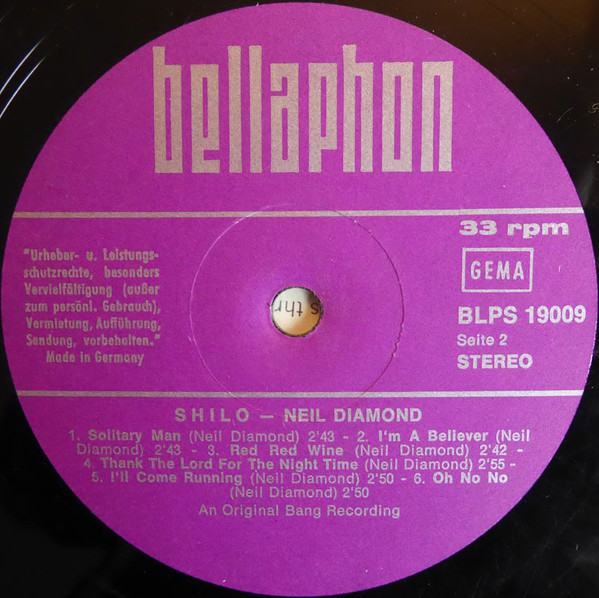 bellaphon
33 rpm
"Urheber- u. Leistungs-
schutzrechte, besonders
Vervielfältigung (außer
zum persönl. Gebrauch),
Vermietung, Aufführung,
Sendung, vorbehalten."
Made in Germany
GEMA
BLPS 19009
Seite 2
STEREO
s thr
SHILO — NEIL DIAMOND
1. Solitary Man (Neil Diamond) 2'43 - 2. I'm A Believer (Neil
Diamond) 2'43 - 3. Red Red Wine (Neil Diamond) 2'42 -
4. Thank The Lord For The Night Time (Neil Diamond) 2'55 -
5. I'll Come Running (Neil Diamond) 2'50 - 6. Oh No No
(Neil Diamond) 2'50
An Original Bang Recording